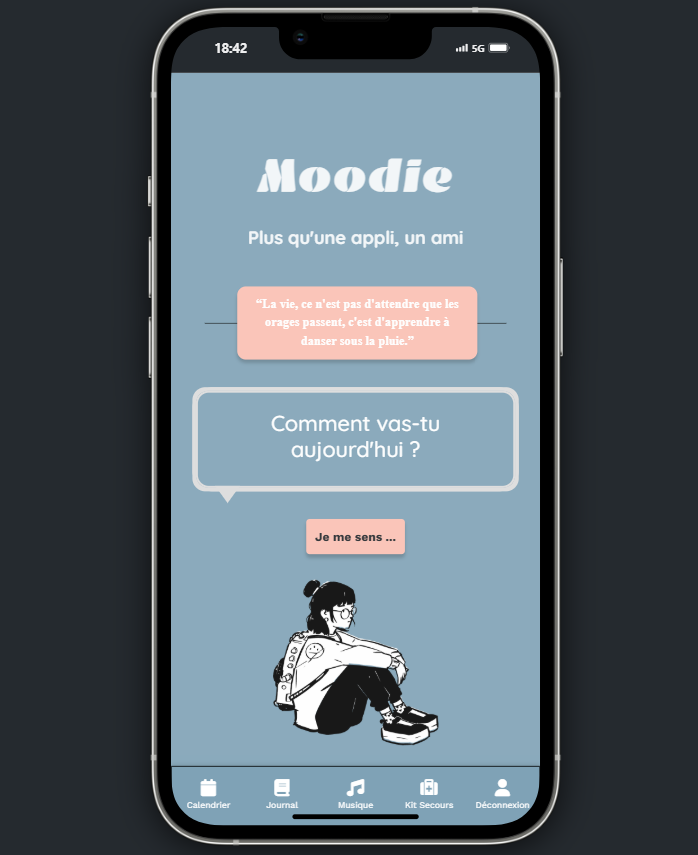 18:42
5G
Moodie
Plus qu'une appli, un ami
“La vie, ce n'est pas d'attendre que les
orages passent, c'est d'apprendre à
danser sous la pluie.”
Comment vas-tu
aujourd'hui ?
Je me sens ...
Calendrier
Journal
Musique
Kit Secours
Déconnexion